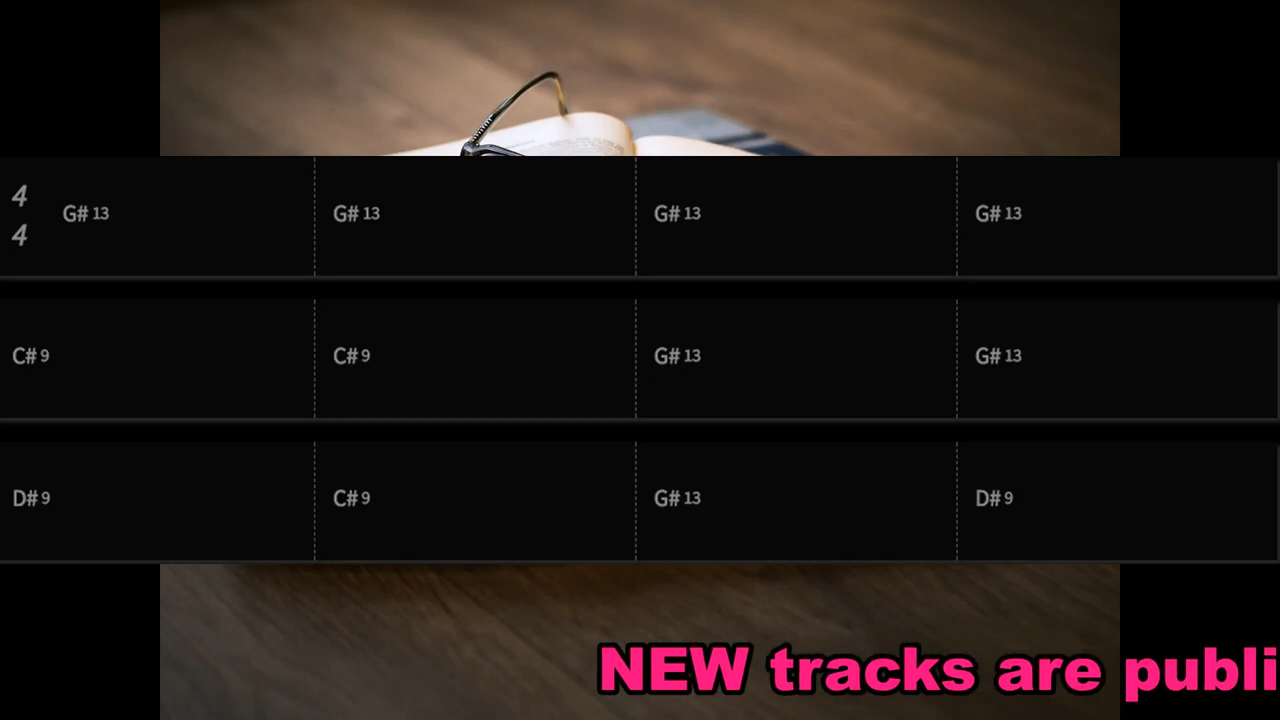 4
4
G# 13 G# 13 G# 13 G# 13
C# 9 C# 9 G# 13 G# 13
D# 9 C# 9 G# 13 D# 9
NEW tracks are publi